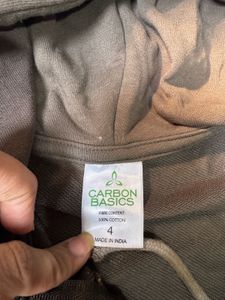 CARBON
BASICS
FIBRE CONTENT
100% COTTON
4
MADE IN INDIA